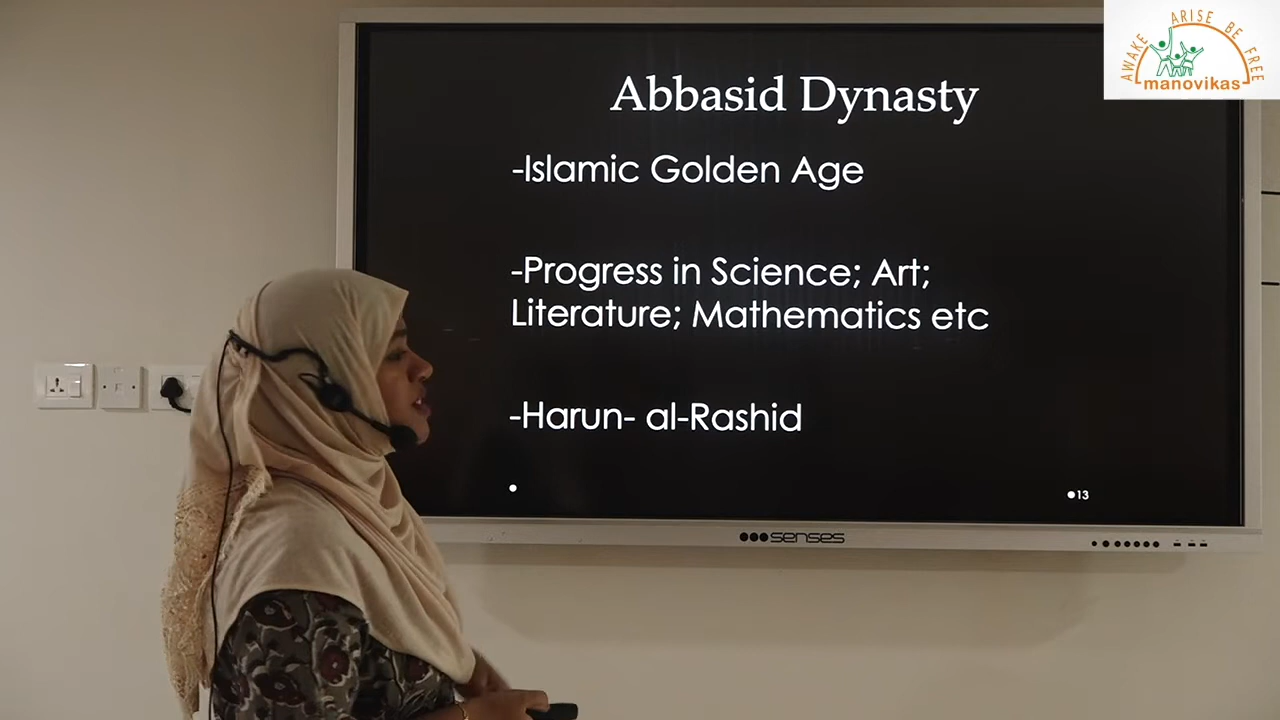 AWAKE ARISE BE FREE
manovikas
Abbasid Dynasty
-Islamic Golden Age
-Progress in Science; Art;
Literature; Mathematics etc
-Harun- al-Rashid
13
senses